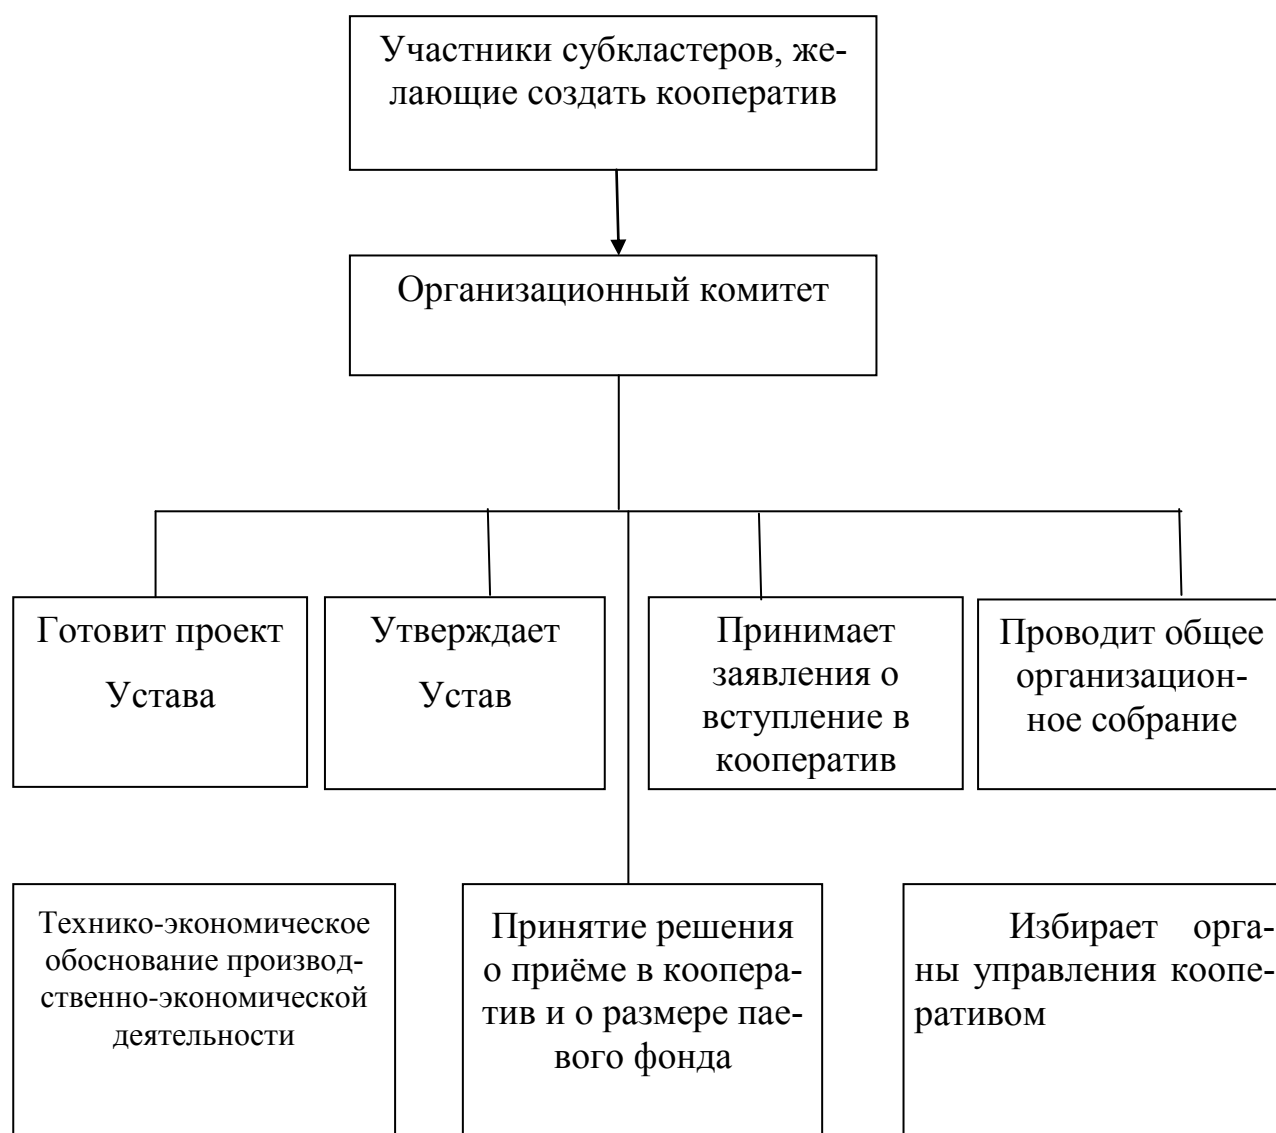 Участники субкластеров, же-
лающие создать кооператив
Организационный комитет
Готовит проект
Устава
Утверждает
Устав
Принимает
заявления о
вступление в
кооператив
Проводит общее
организацион-
ное собрание
Технико-экономическое
обоснование производ-
ственно-экономической
деятельности
Принятие решения
о приёме в коопера-
тив и о размере пае-
вого фонда
Избирает орга-
ны управления коопе-
ративом